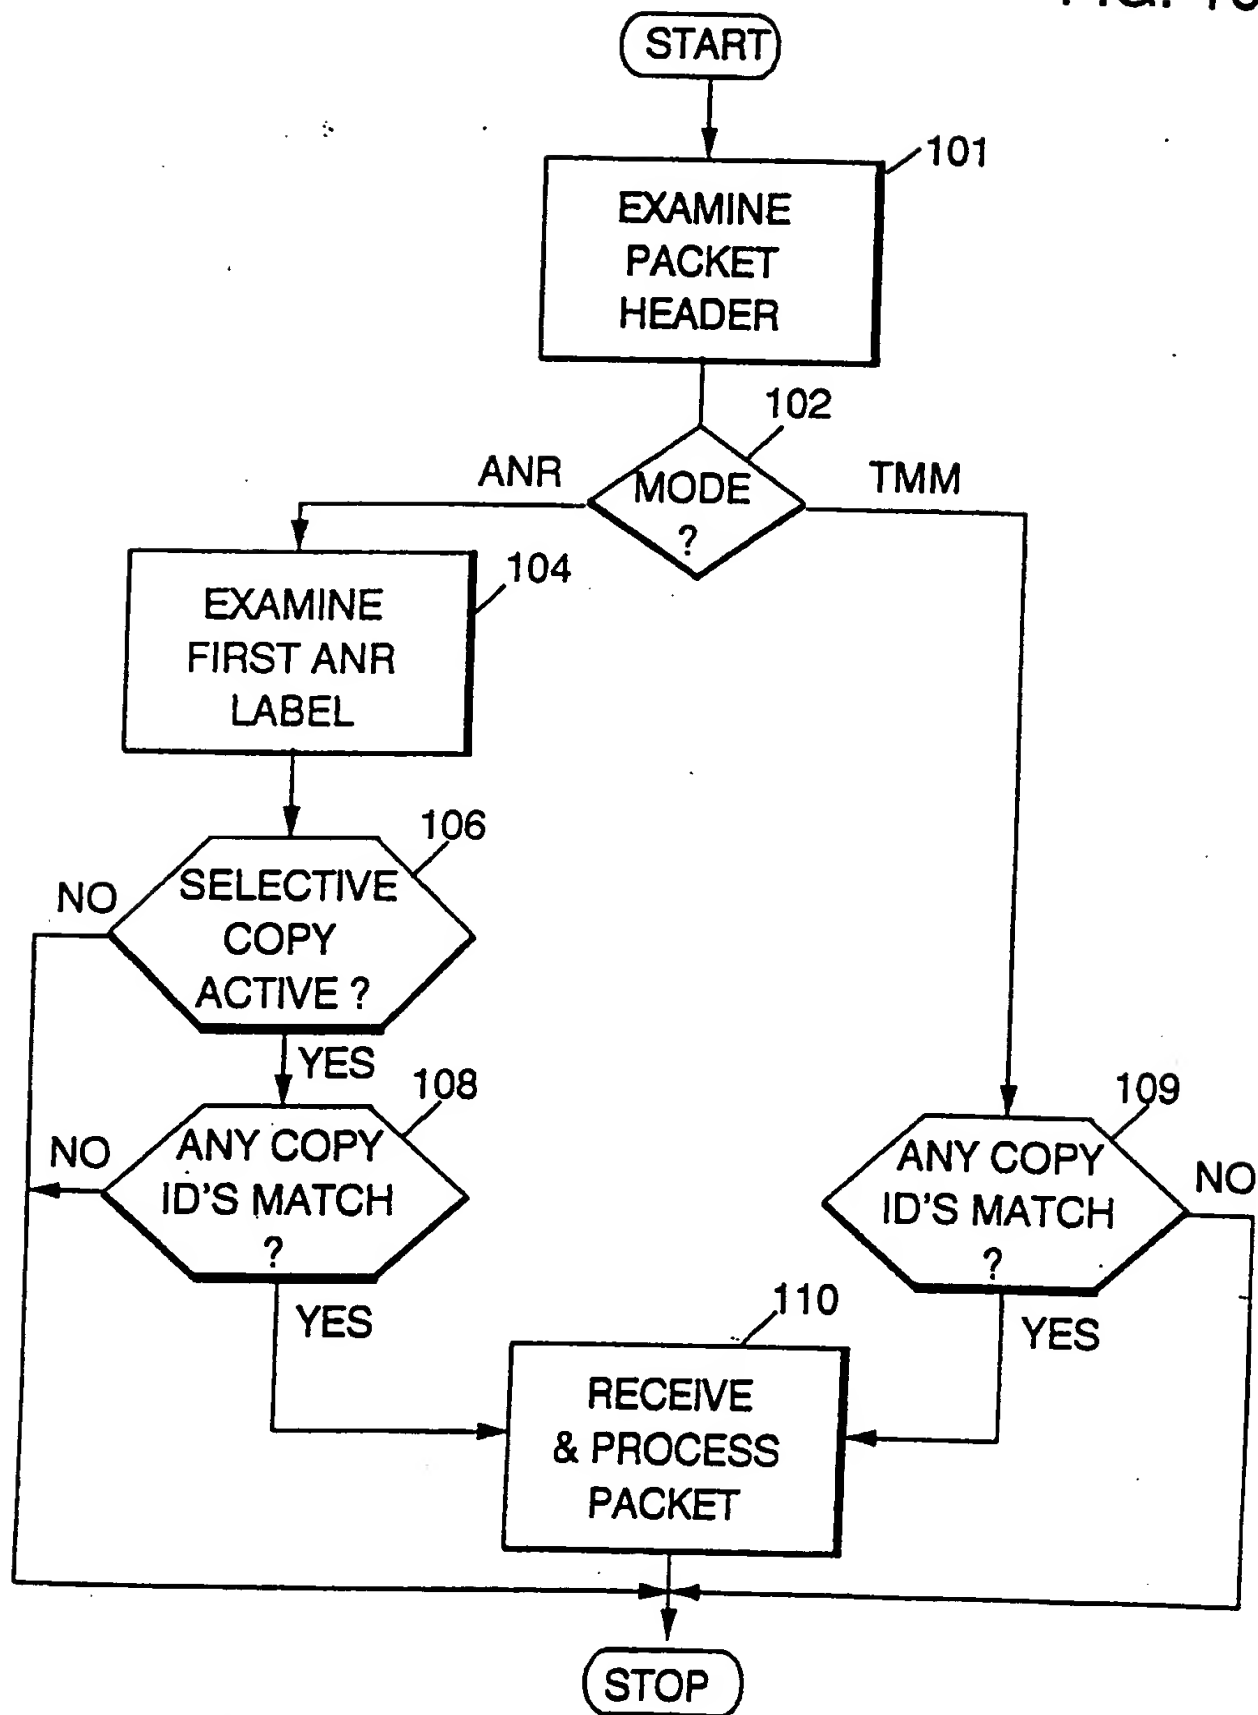 START
101
EXAMINE
PACKET
HEADER
102
ANR
MODE
?
TMM
104
EXAMINE
FIRST ANR
LABEL
106
NO
SELECTIVE
COPY
ACTIVE ?
YES
108
NO
ANY COPY
ID'S MATCH
?
YES
109
ANY COPY
ID'S MATCH
?
NO
YES
110
RECEIVE
& PROCESS
PACKET
STOP